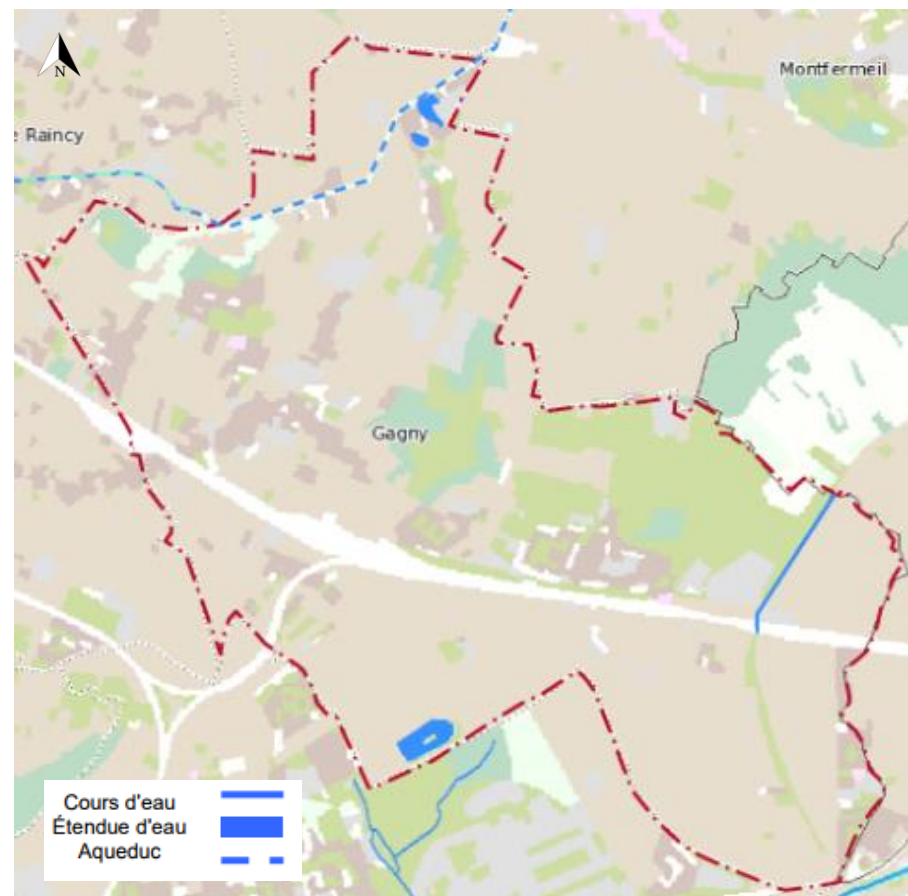 N
Montfermeil
e Raincy
Gagny
Cours d'eau
Étendue d'eau
Aqueduc